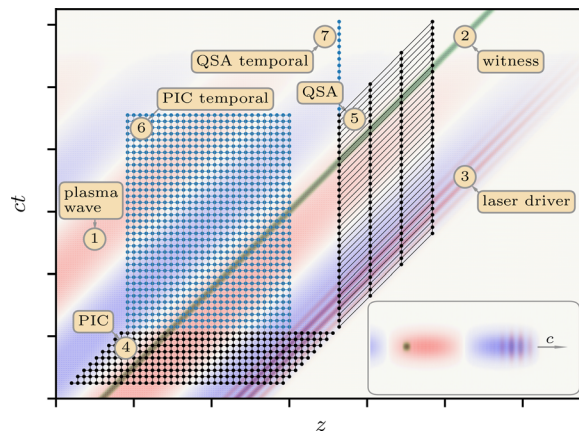 7
2
QSA temporal
witness
QSA
PIC temporal
5
6
3
plasma
wave
laser driver
ct
1
PIC
4
c
z